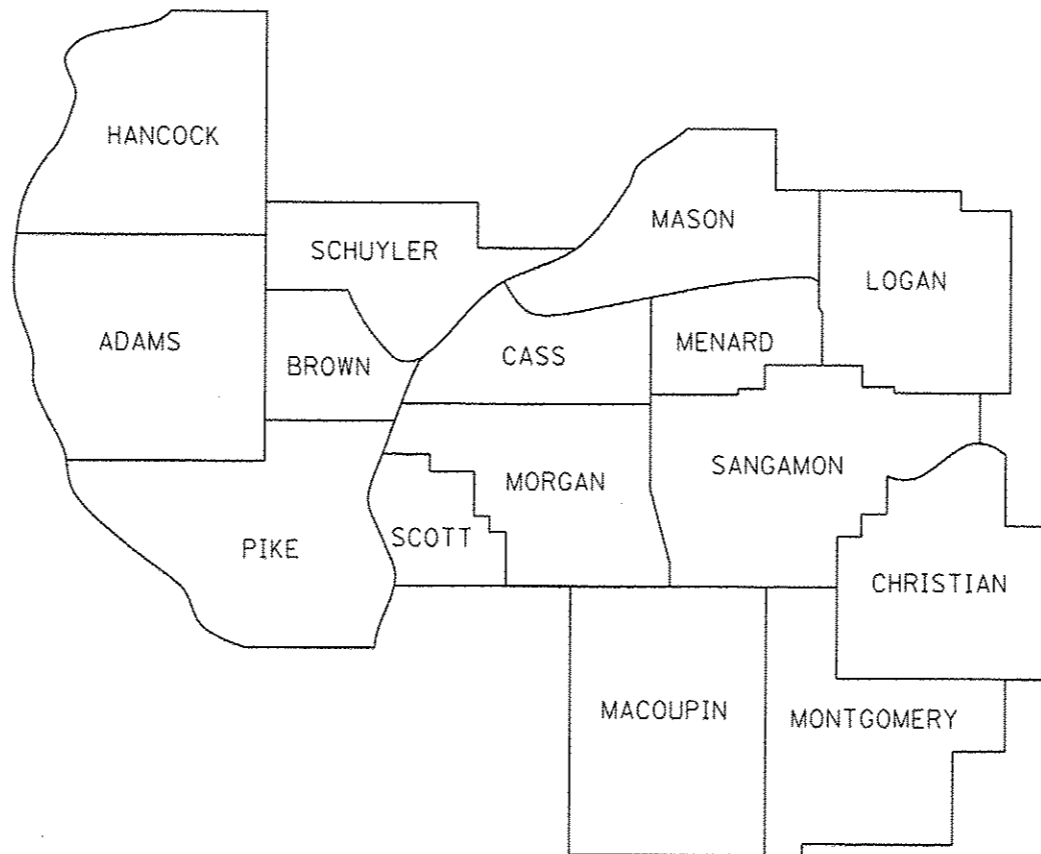 HANCOCK
MASON
SCHUYLER
LOGAN
ADAMS
MENARD
CASS
BROWN
SANGAMON
MORGAN
SCOTT
PIKE
CHRISTIAN
MACOUPIN
MONTGOMERY